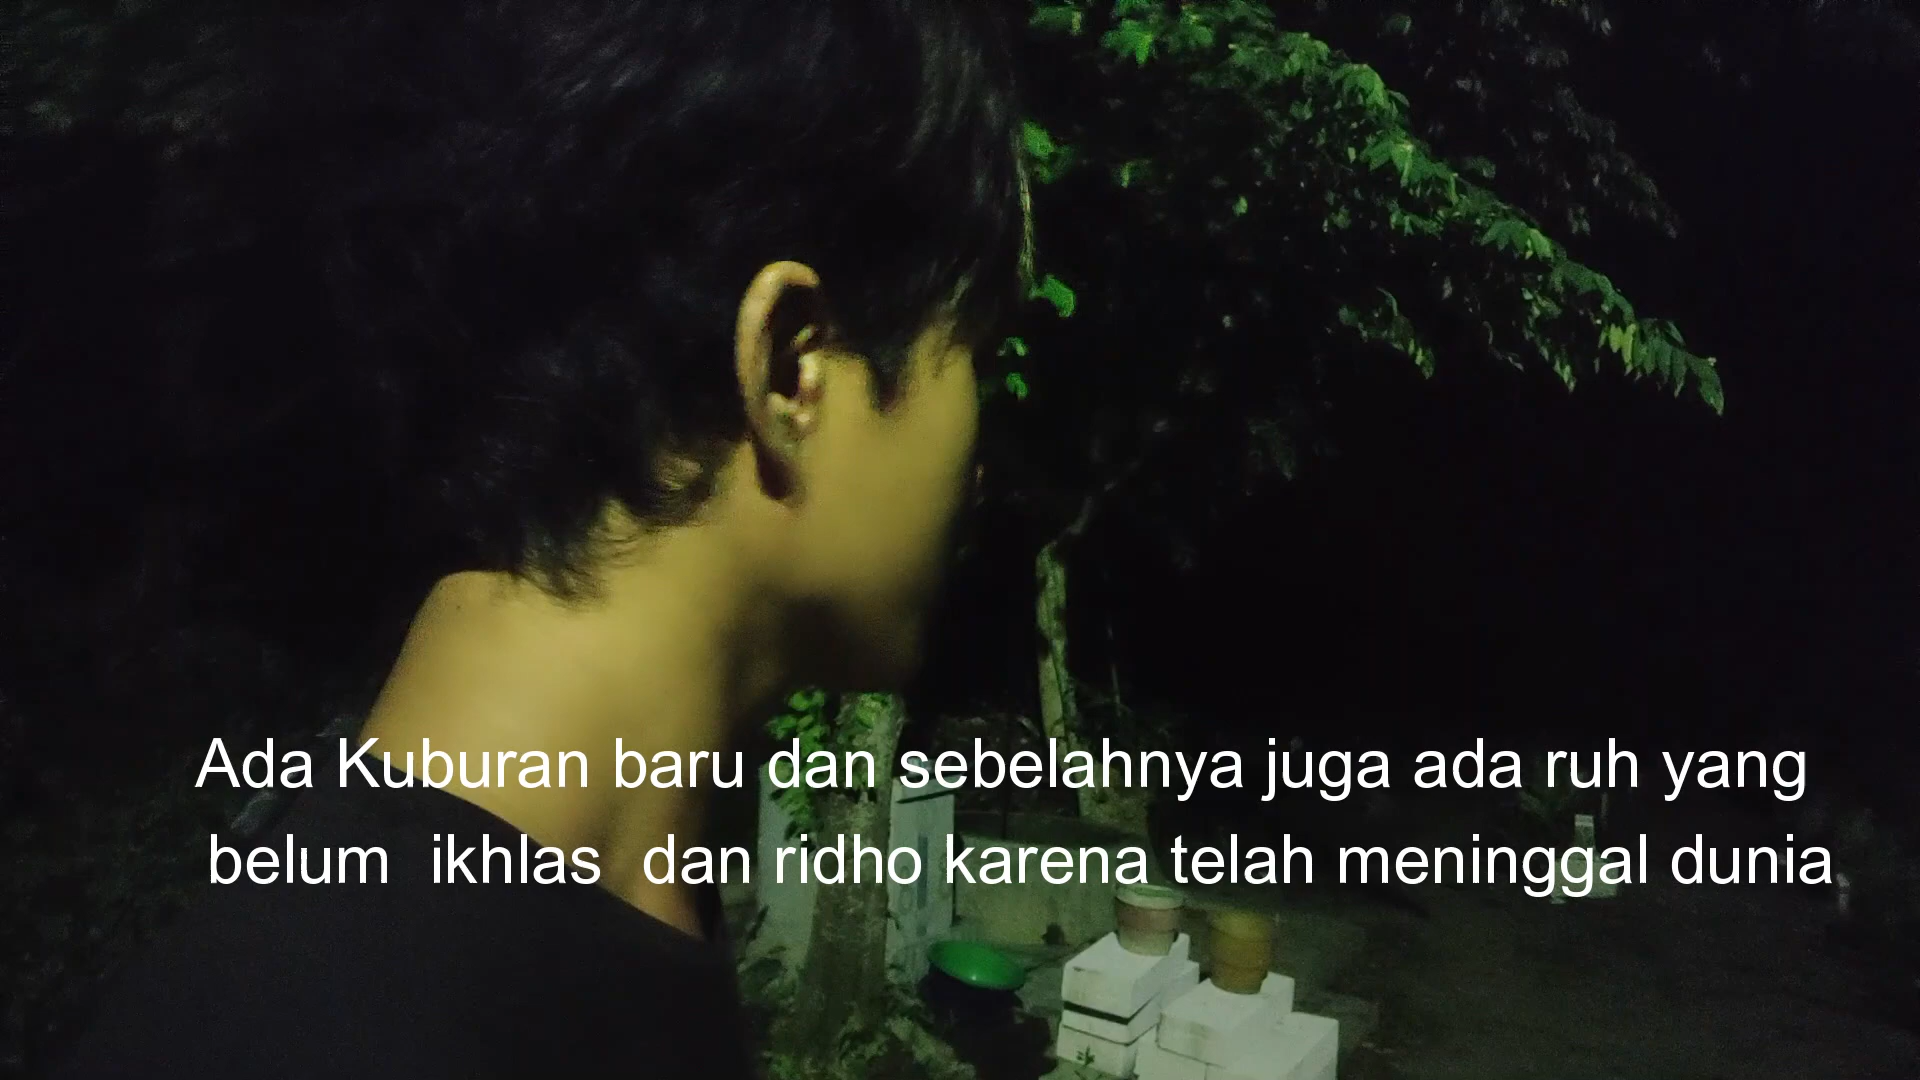 Ada Kuburan baru dan sebelahnya juga ada ruh yang
belum ikhlas dan ridho karena telah meninggal dunia